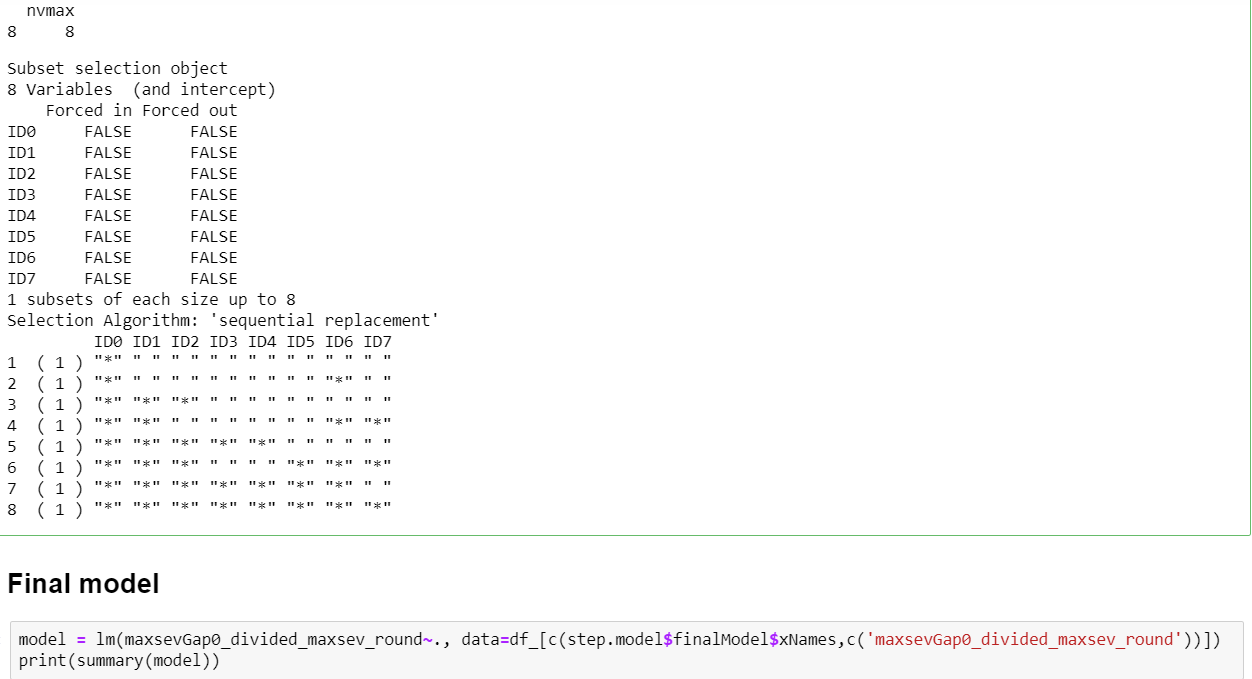 nvmax
8     8
Subset selection object
8 Variables  (and intercept)
    Forced in Forced out
ID0     FALSE      FALSE
ID1     FALSE      FALSE
ID2     FALSE      FALSE
ID3     FALSE      FALSE
ID4     FALSE      FALSE
ID5     FALSE      FALSE
ID6     FALSE      FALSE
ID7     FALSE      FALSE
1 subsets of each size up to 8
Selection Algorithm: 'sequential replacement'
         ID0 ID1 ID2 ID3 ID4 ID5 ID6 ID7
1  ( 1 ) "*" " " " " " " " " " " " " " "
2  ( 1 ) "*" " " " " " " " " " " "*" " "
3  ( 1 ) "*" "*" "*" " " " " " " " " " "
4  ( 1 ) "*" "*" " " " " " " " " "*" "*"
5  ( 1 ) "*" "*" "*" "*" "*" " " " " " "
6  ( 1 ) "*" "*" "*" " " " " "*" "*" "*"
7  ( 1 ) "*" "*" "*" "*" "*" "*" "*" " "
8  ( 1 ) "*" "*" "*" "*" "*" "*" "*" "*"
Final model
model = lm(maxsevGap0_divided_maxsev_round~., data=df_[c(step.model$finalModel$xNames,c('maxsevGap0_divided_maxsev_round'))])
print(summary(model))